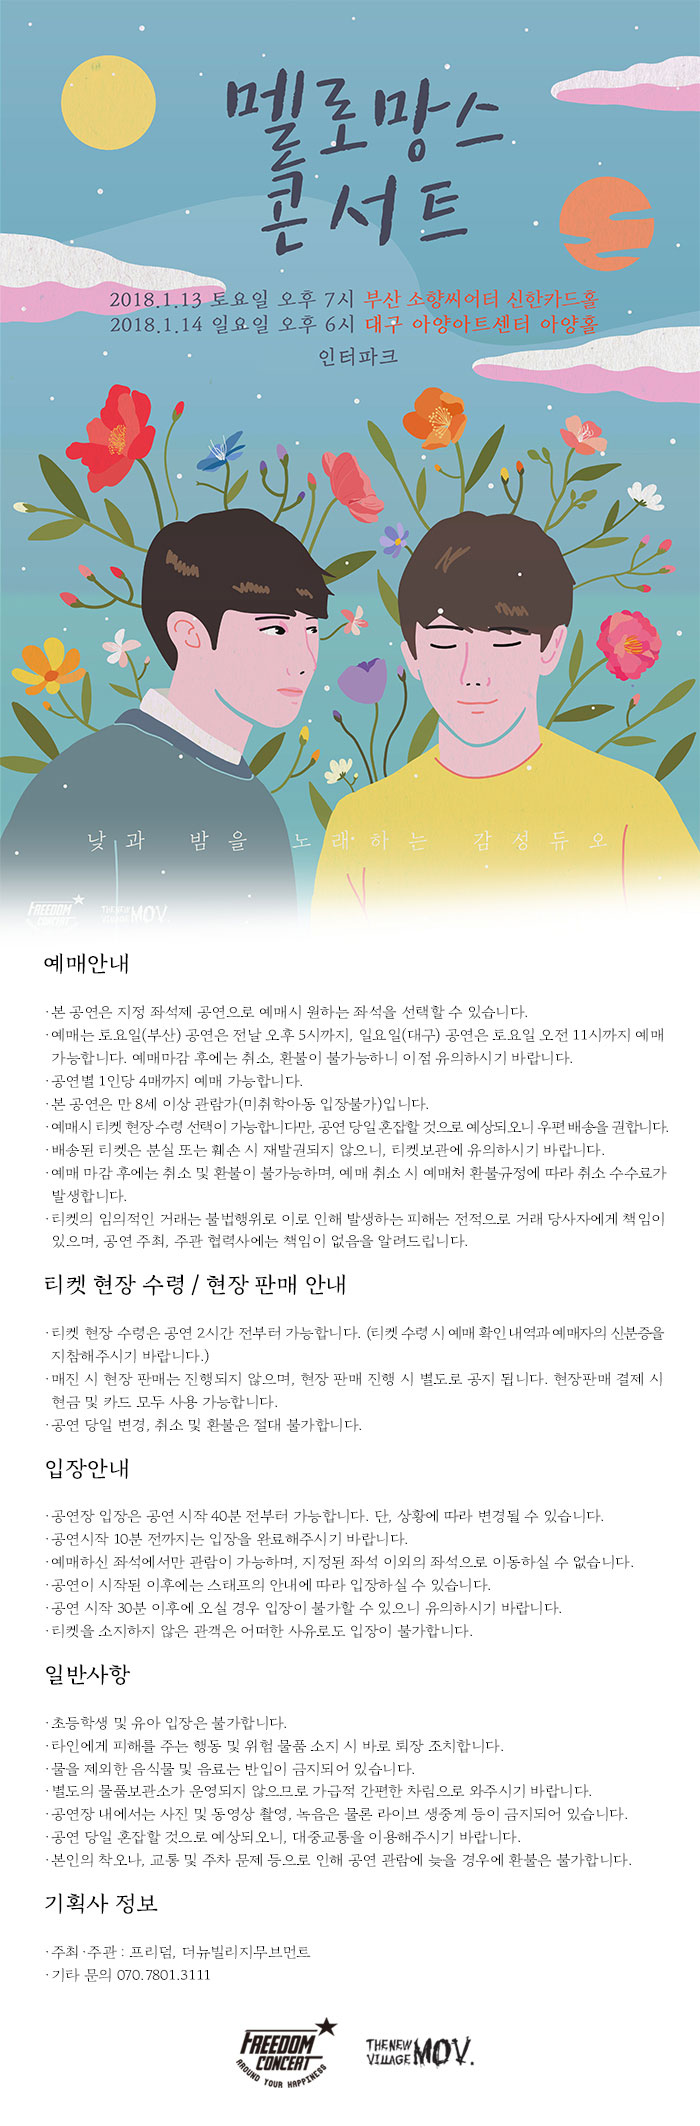 멜로망스
콘서트
2018.1.13 토요일 오후 7시 부산 소향씨어터 신한카드홀
2018.1.14 일요일 오후 6시 대구 아양아트센터 아양홀
인터파크
낮과 밤을 노래하는 감성듀오
FREEDOM CONCERT
THE NEW VILLAGE MOV.
예매안내
·본 공연은 지정 좌석제 공연으로 예매시 원하는 좌석을 선택할 수 있습니다.
·예매는 토요일(부산) 공연은 전날 오후 5시까지, 일요일(대구) 공연은 토요일 오전 11시까지 예매
가능합니다. 예매마감 후에는 취소, 환불이 불가능하니 이점 유의하시기 바랍니다.
·공연별 1인당 4매까지 예매 가능합니다.
·본 공연은 만 8세 이상 관람가(미취학아동 입장불가)입니다.
·예매시 티켓 현장 수령 선택이 가능합니다만, 공연 당일 혼잡할 것으로 예상되오니 우편 배송을 권합니다.
·배송된 티켓은 분실 또는 훼손 시 재발권되지 않으니, 티켓보관에 유의하시기 바랍니다.
·예매 마감 후에는 취소 및 환불이 불가능하며, 예매 취소 시 예매처 환불규정에 따라 취소 수수료가
발생합니다.
·티켓의 임의적인 거래는 불법행위로 이로 인해 발생하는 피해는 전적으로 거래 당사자에게 책임이
있으며, 공연 주최, 주관 협력사에는 책임이 없음을 알려드립니다.
티켓 현장 수령 / 현장 판매 안내
·티켓 현장 수령은 공연 2시간 전부터 가능합니다. (티켓 수령 시 예매 확인 내역과 예매자의 신분증을
지참해주시기 바랍니다.)
·매진 시 현장 판매는 진행되지 않으며, 현장 판매 진행 시 별도로 공지 됩니다. 현장판매 결제 시
현금 및 카드 모두 사용 가능합니다.
·공연 당일 변경, 취소 및 환불은 절대 불가합니다.
입장안내
·공연장 입장은 공연 시작 40분 전부터 가능합니다. 단, 상황에 따라 변경될 수 있습니다.
·공연시작 10분 전까지는 입장을 완료해주시기 바랍니다.
·예매하신 좌석에서만 관람이 가능하며, 지정된 좌석 이외의 좌석으로 이동하실 수 없습니다.
·공연이 시작된 이후에는 스태프의 안내에 따라 입장하실 수 있습니다.
·공연 시작 30분 이후에 오실 경우 입장이 불가할 수 있으니 유의하시기 바랍니다.
·티켓을 소지하지 않은 관객은 어떠한 사유로도 입장이 불가합니다.
일반사항
·초등학생 및 유아 입장은 불가합니다.
·타인에게 피해를 주는 행동 및 위험 물품 소지 시 바로 퇴장 조치합니다.
·물을 제외한 음식물 및 음료는 반입이 금지되어 있습니다.
·별도의 물품보관소가 운영되지 않으므로 가급적 간편한 차림으로 와주시기 바랍니다.
·공연장 내에서는 사진 및 동영상 촬영, 녹음은 물론 라이브 생중계 등이 금지되어 있습니다.
·공연 당일 혼잡할 것으로 예상되오니, 대중교통을 이용해주시기 바랍니다.
·본인의 착오나, 교통 및 주차 문제 등으로 인해 공연 관람에 늦을 경우에 환불은 불가합니다.
기획사 정보
·주최·주관 : 프리덤, 더뉴빌리지무브먼트
·기타 문의 070.7801.3111
FREEDOM
CONCERT
AROUND YOUR HAPPINESS
THE NEW
VILLAGE MOV.